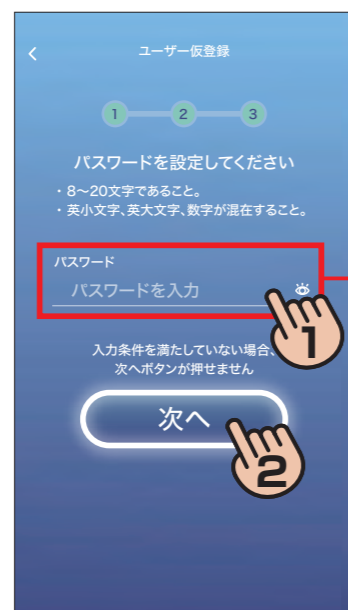 ユーザー仮登録
1 2 3
パスワードを設定してください
・8〜20文字であること。
・英小文字、英大文字、数字が混在すること。
パスワード
パスワードを入力
1
入力条件を満たしていない場合、
次へボタンが押せません
次へ
2